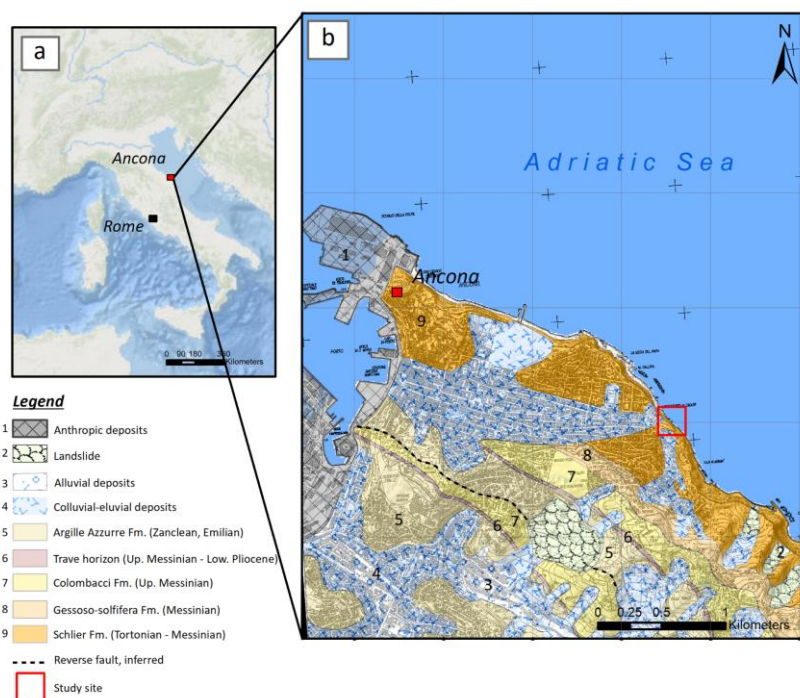 a
Ancona
Rome
0 90 180 360
Kilometers
b
N
Adriatic Sea
Ancona
1
9
8
7
5
6
7
5
6
4
3
2
PORTO
0 0.25 0.5 1
Kilometers
Legend
1 Anthropic deposits
2 Landslide
3 Alluvial deposits
4 Colluvial-eluvial deposits
5 Argille Azzurre Fm. (Zanclean, Emilian)
6 Trave horizon (Up. Messinian - Low. Pliocene)
7 Colombacci Fm. (Up. Messinian)
8 Gessoso-solfifera Fm. (Messinian)
9 Schlier Fm. (Tortonian - Messinian)
Reverse fault, inferred
Study site